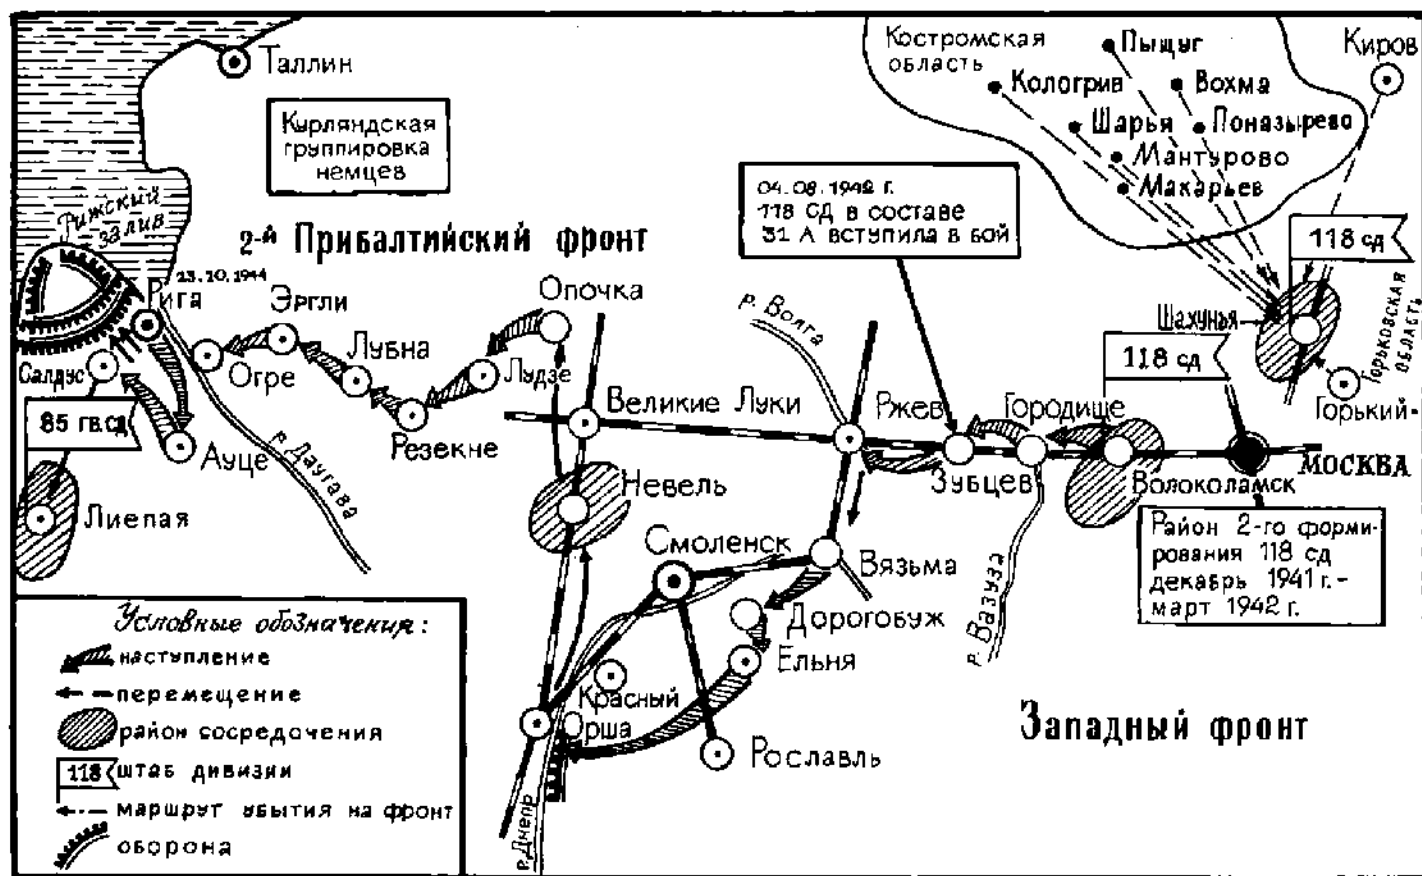 Таллин
Курляндская
группировка
немцев
Рижский
залив
2-й Прибалтийский фронт
13.10.1944
Рига
Эргли
Опочка
Огре
Лубна
Лудзе
Резекне
Салдус
85 гв.сд
Ауце
Лиепая
р. Даугава
Великие Луки
Невель
Смоленск
Вязьма
Дорогобуж
Ельня
Красный
Орша
Рославль
р. Днепр
р. Волга
Ржев
Зубцев
Городище
Волоколамск
МОСКВА
р. Вазуза
04.08.1942 г.
118 СД в составе
31 А вступила в бой
Костромская
область
Пыщуг
Кологрив
Вохма
Шарья
Поназырево
Мантурово
Макарьев
Киров
118 сд
Шахунья
Горьковская
область
Горький-
118 сд
Район 2-го форми-
рования 118 сд
декабрь 1941 г.-
март 1942 г.
Западный фронт
Условные обозначения:
наступление
перемещение
район сосредочения
118 штаб дивизии
маршрут убытия на фронт
оборона